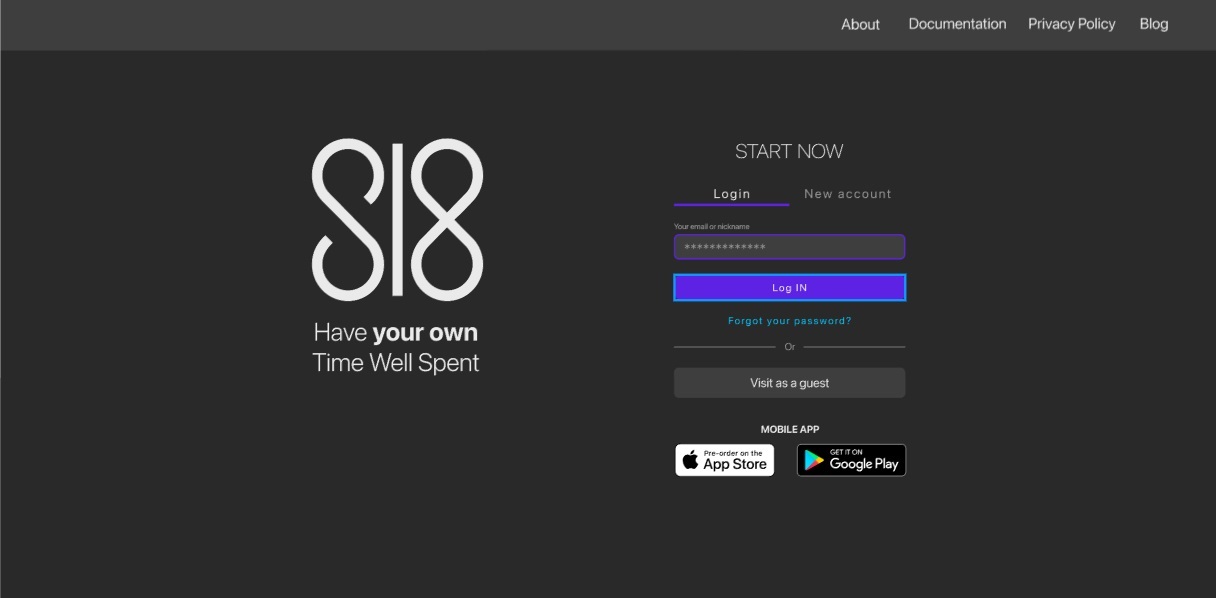 About
Documentation
Privacy Policy
Blog
S18
Have your own
Time Well Spent
START NOW
Login
New account
Your email or nickname
*************
Log IN
Forgot your password?
Or
Visit as a guest
MOBILE APP
Pre-order on the
App Store
GET IT ON
Google Play